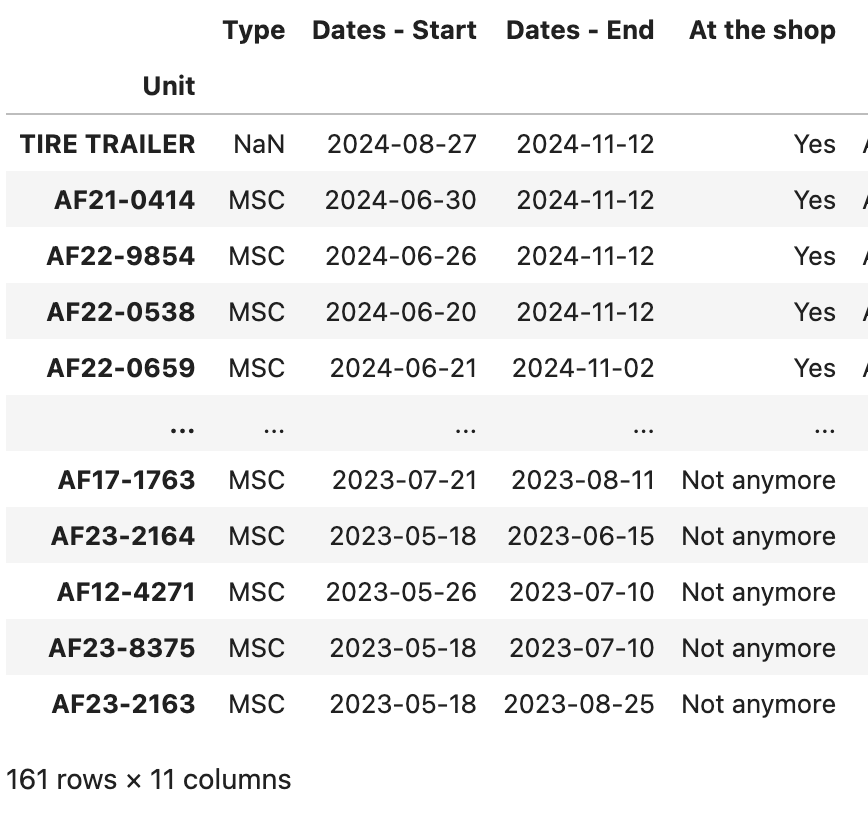 Type Dates - Start Dates - End At the shop
Unit
TIRE TRAILER NaN 2024-08-27 2024-11-12 Yes
AF21-0414 MSC 2024-06-30 2024-11-12 Yes
AF22-9854 MSC 2024-06-26 2024-11-12 Yes
AF22-0538 MSC 2024-06-20 2024-11-12 Yes
AF22-0659 MSC 2024-06-21 2024-11-02 Yes
... ... ... ... ...
AF17-1763 MSC 2023-07-21 2023-08-11 Not anymore
AF23-2164 MSC 2023-05-18 2023-06-15 Not anymore
AF12-4271 MSC 2023-05-26 2023-07-10 Not anymore
AF23-8375 MSC 2023-05-18 2023-07-10 Not anymore
AF23-2163 MSC 2023-05-18 2023-08-25 Not anymore
161 rows × 11 columns